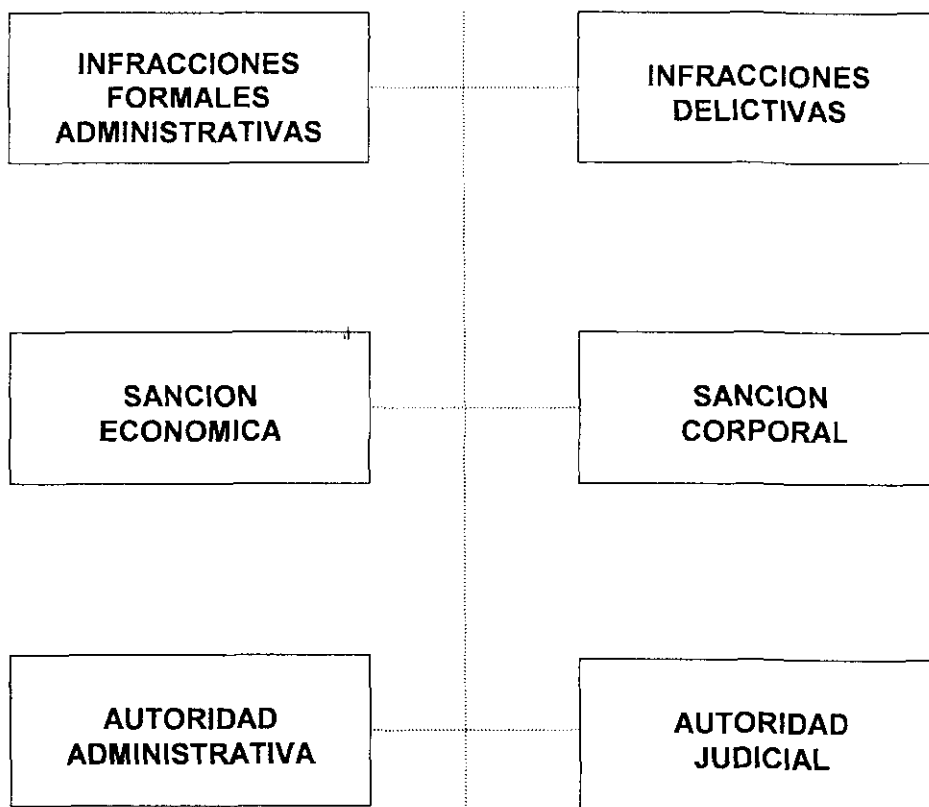 INFRACCIONES
FORMALES
ADMINISTRATIVAS
INFRACCIONES
DELICTIVAS
SANCION
ECONOMICA
SANCION
CORPORAL
AUTORIDAD
ADMINISTRATIVA
AUTORIDAD
JUDICIAL